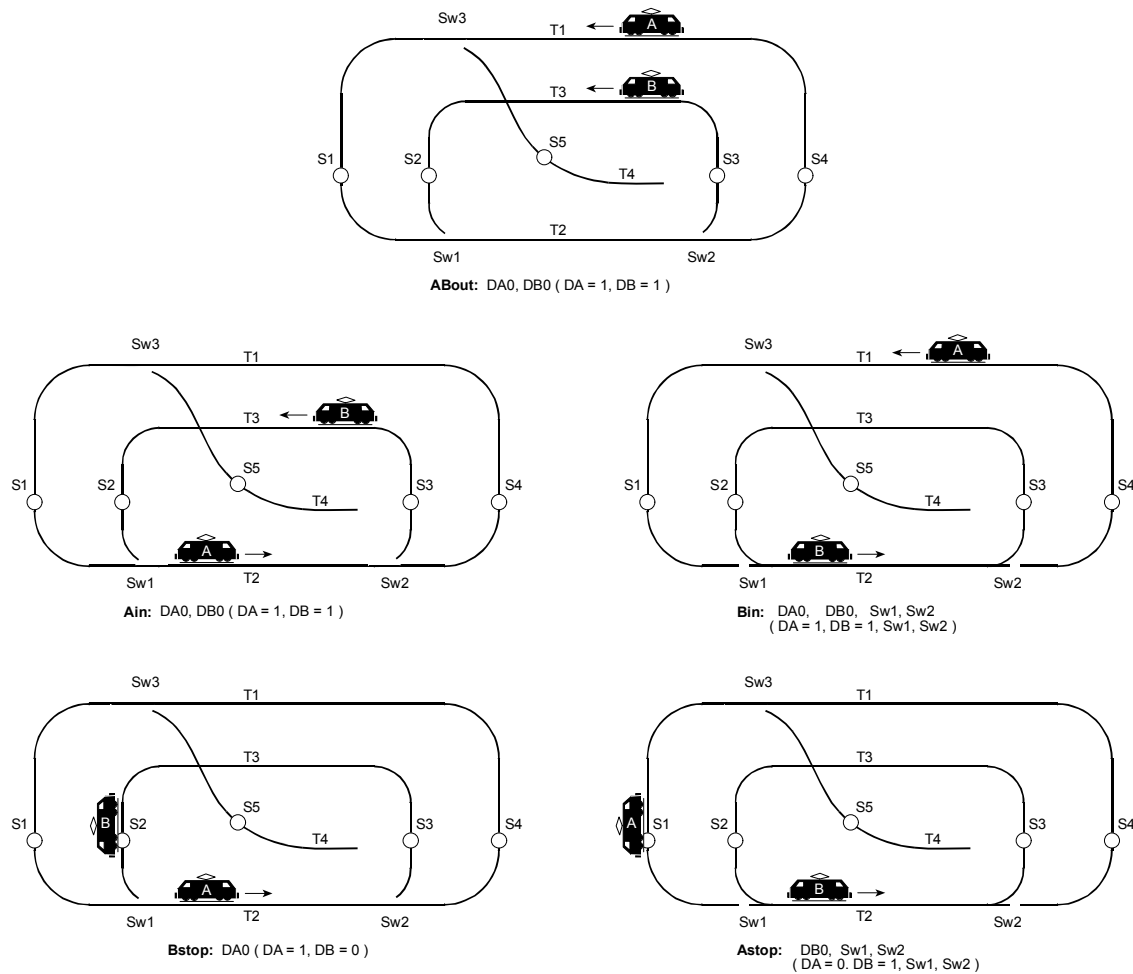 Sw3
T1
A
T3
B
S5
S1
S2
S3
S4
T4
T2
Sw1
Sw2
ABout: DA0, DB0 ( DA = 1, DB = 1 )
Sw3
T1
T3
B
S5
S1
S2
S3
S4
T4
A
Sw1
T2
Sw2
Ain: DA0, DB0 ( DA = 1, DB = 1 )
Sw3
T1
A
T3
S5
S1
S2
S3
S4
T4
B
Sw1
T2
Sw2
Bin: DA0, DB0, Sw1, Sw2
( DA = 1, DB = 1, Sw1, Sw2 )
Sw3
T1
T3
S5
S1
B
S2
S3
S4
T4
A
Sw1
T2
Sw2
Bstop: DA0 ( DA = 1, DB = 0 )
Sw3
T1
T3
S5
A
S1
S2
S3
S4
T4
B
Sw1
T2
Sw2
Astop: DB0, Sw1, Sw2
( DA = 0. DB = 1, Sw1, Sw2 )